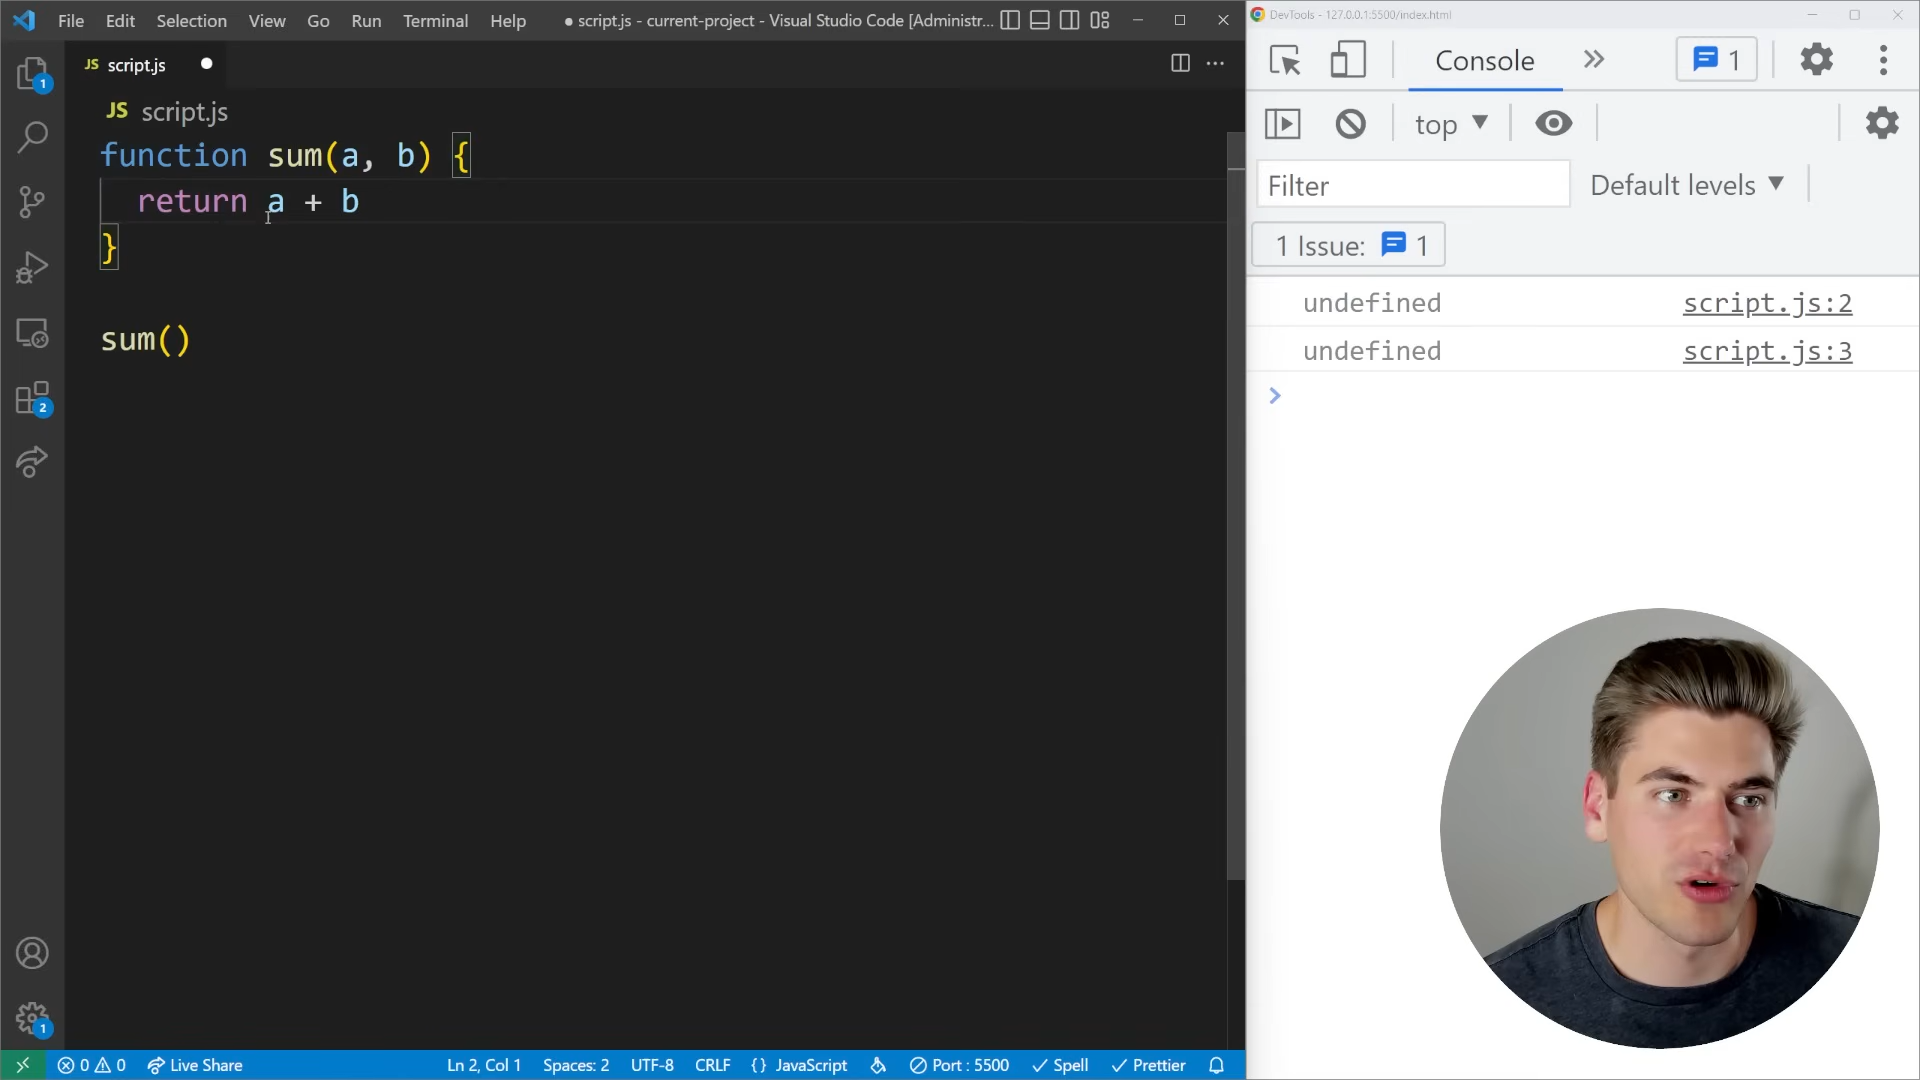 File Edit Selection View Go Run Terminal Help ● script.js - current-project - Visual Studio Code [Administr...
JS script.js
JS script.js
function sum(a, b) {
return a + b
}
sum()
1
2
1
0 0 Live Share Ln 2, Col 1 Spaces: 2 UTF-8 CRLF {} JavaScript Port : 5500 Spell Prettier
DevTools - 127.0.0.1:5500/index.html
Console 1
top
Filter Default levels
1 Issue: 1
undefined script.js:2
undefined script.js:3